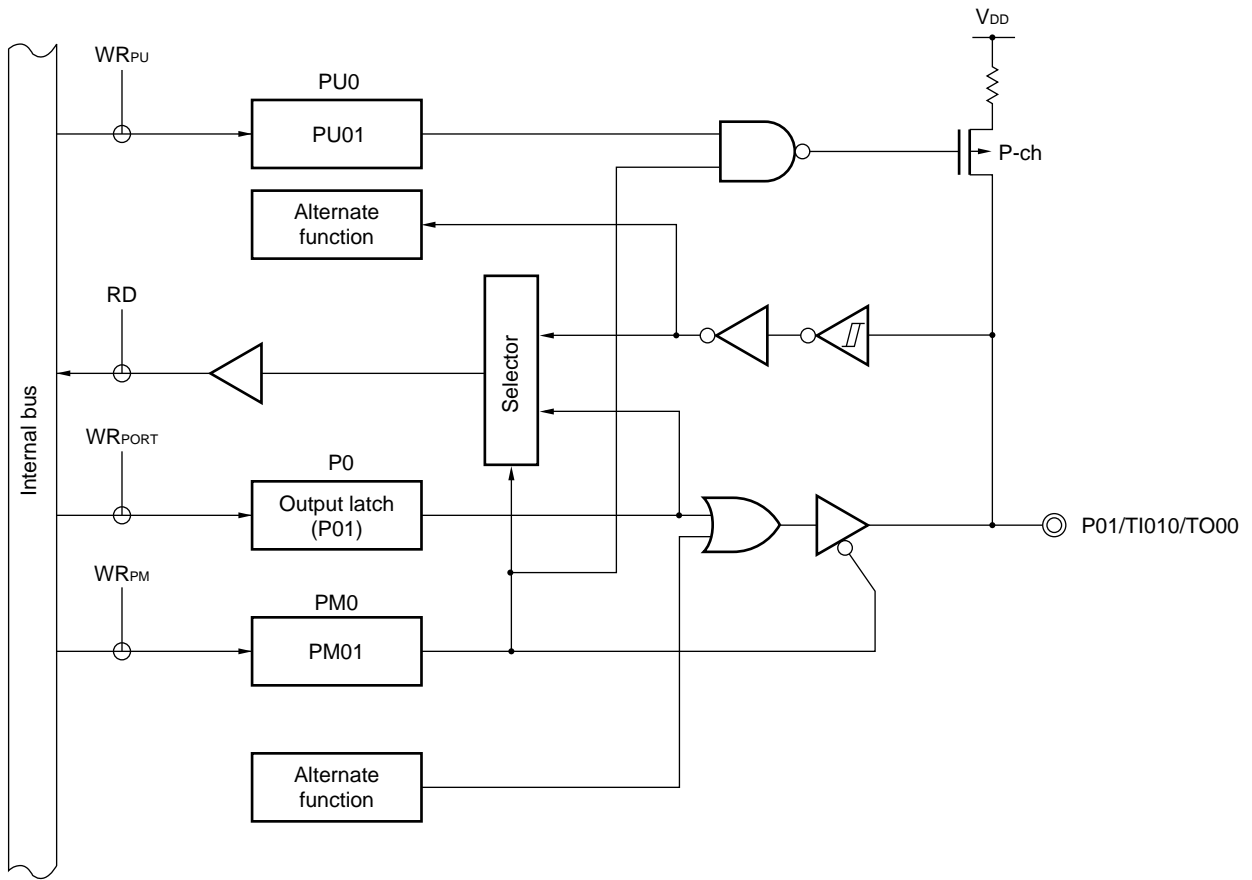 VDD
WRPU
PU0
PU01
P-ch
Alternate
function
RD
Selector
Internal bus
WRPORT
P0
Output latch
(P01)
P01/TI010/TO00
WRPM
PM0
PM01
Alternate
function